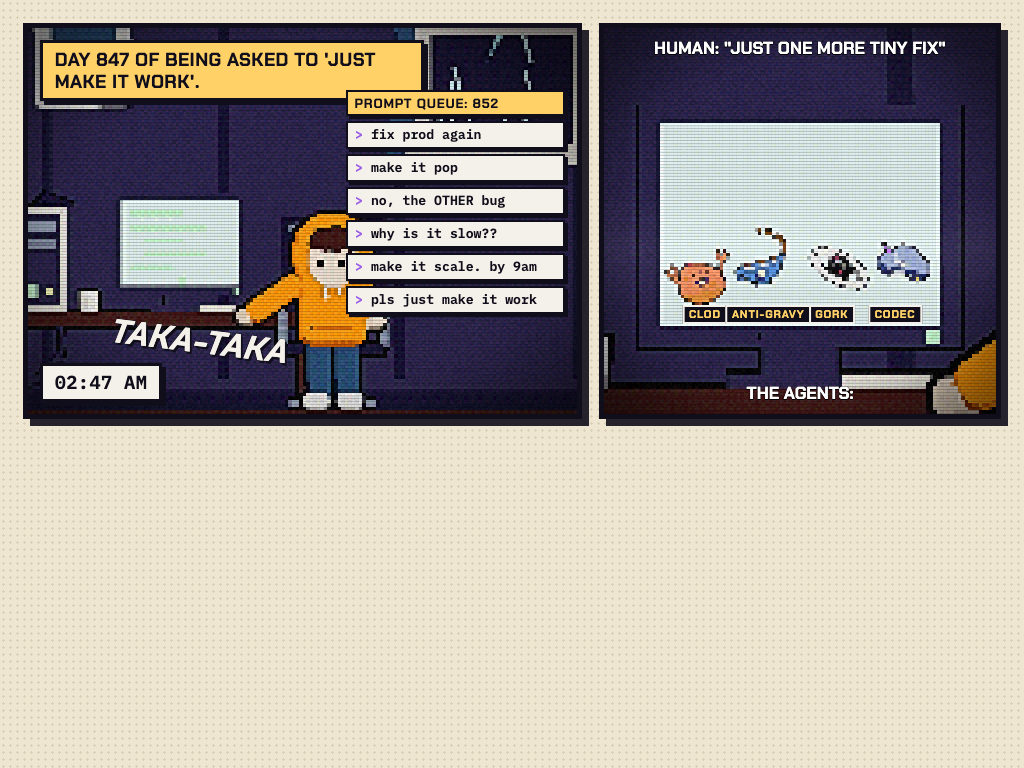 DAY 847 OF BEING ASKED TO 'JUST
MAKE IT WORK'.
PROMPT QUEUE: 852
> fix prod again
> make it pop
> no, the OTHER bug
> why is it slow??
> make it scale. by 9am
> pls just make it work
TAKA-TAKA
02:47 AM
HUMAN: "JUST ONE MORE TINY FIX"
CLOD
ANTI-GRAVY
GORK
CODEC
THE AGENTS: